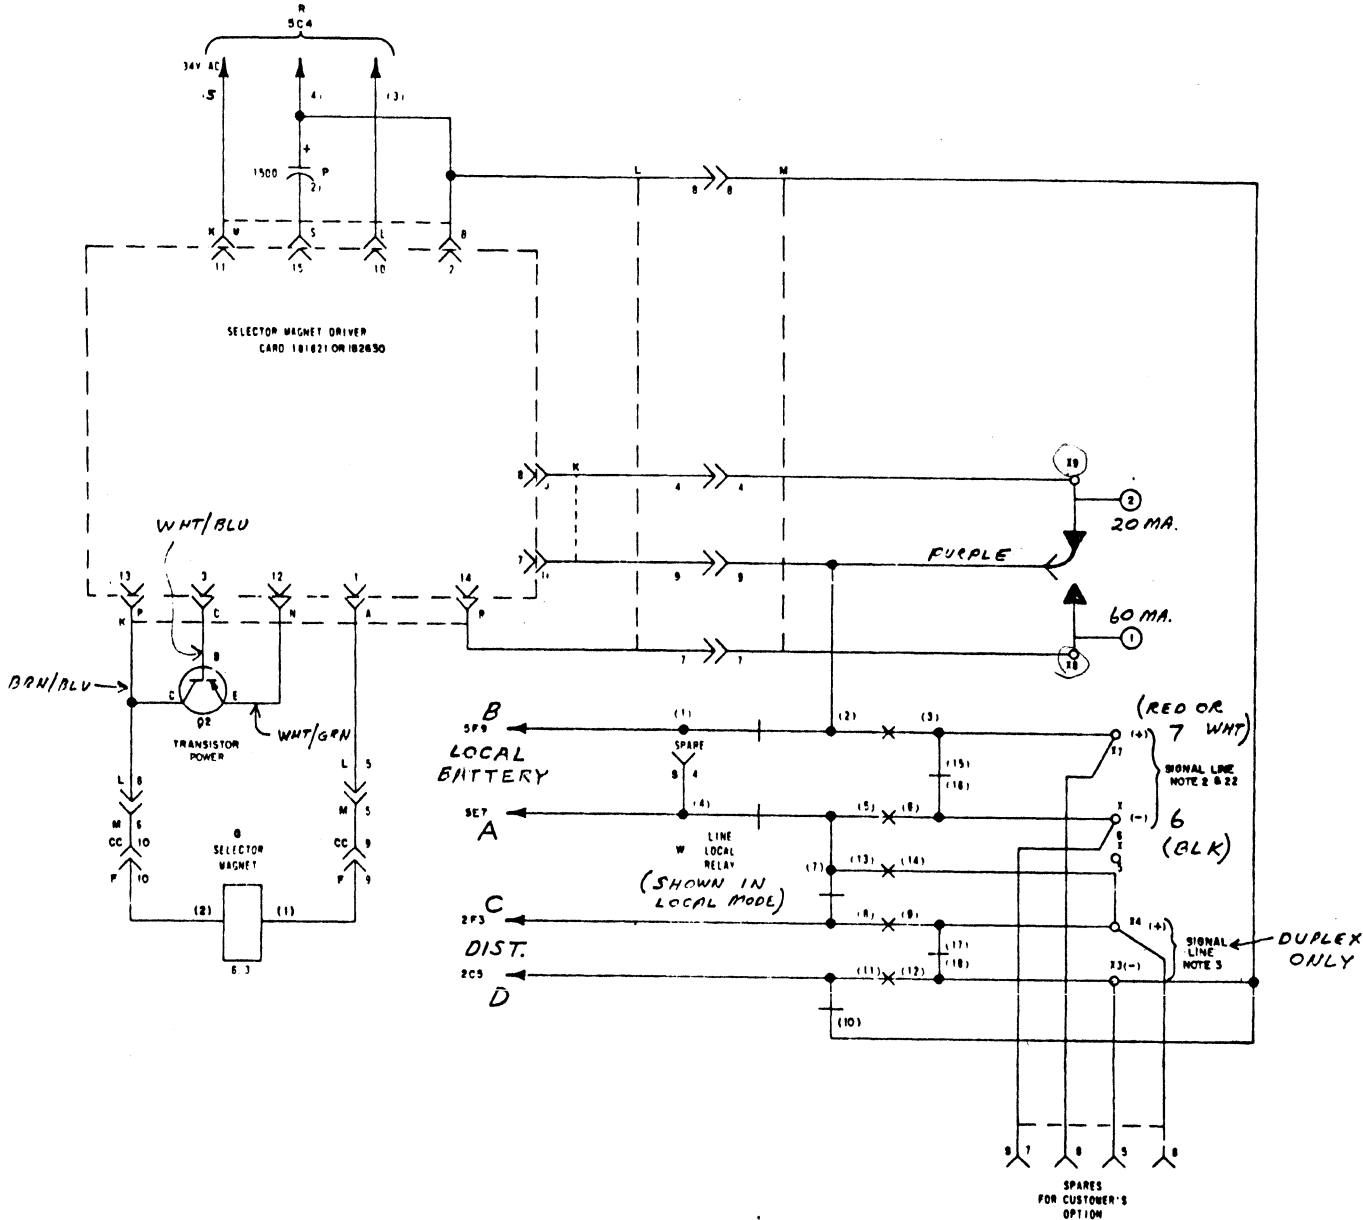 R
5C4
34V AC
(5
4)
(3)
+
1500
P
2)
L
M
8
8
K
W
S
L
B
11
15
10
2
SELECTOR MAGNET DRIVER
CARD 181821 OR 182630
8
J
K
4
4
X9
2
20 MA.
WHT/BLU
7
H
9
9
PURPLE
13
3
12
1
14
P
C
N
A
R
K
60 MA.
1
7
7
X8
B
BRN/BLU
C
E
Q2
WHT/GRN
TRANSISTOR
POWER
B
5F9
(1)
(2)
(3)
(RED OR
7 WHT)
(+)
X7
LOCAL
BATTERY
SPARE
S 4
(15)
(16)
SIGNAL LINE
NOTE 2 & 22
L 6
L 5
5E7
A
(4)
(5)
(6)
X
6
(-)
6
(BLK)
M 6
M 5
CC 10
CC 9
G
SELECTOR
MAGNET
F 10
F 9
W
LINE
LOCAL
RELAY
(SHOWN IN
LOCAL MODE)
(7)
(13)
(14)
X
5
(2)
(1)
6.3
C
2F3
(8)
(9)
X4 (+)
DIST.
(17)
(18)
SIGNAL
LINE
NOTE 3
DUPLEX
ONLY
2C5
D
(11)
(12)
X3(-)
(10)
S 7
8
5
6
SPARES
FOR CUSTOMER'S
OPTION